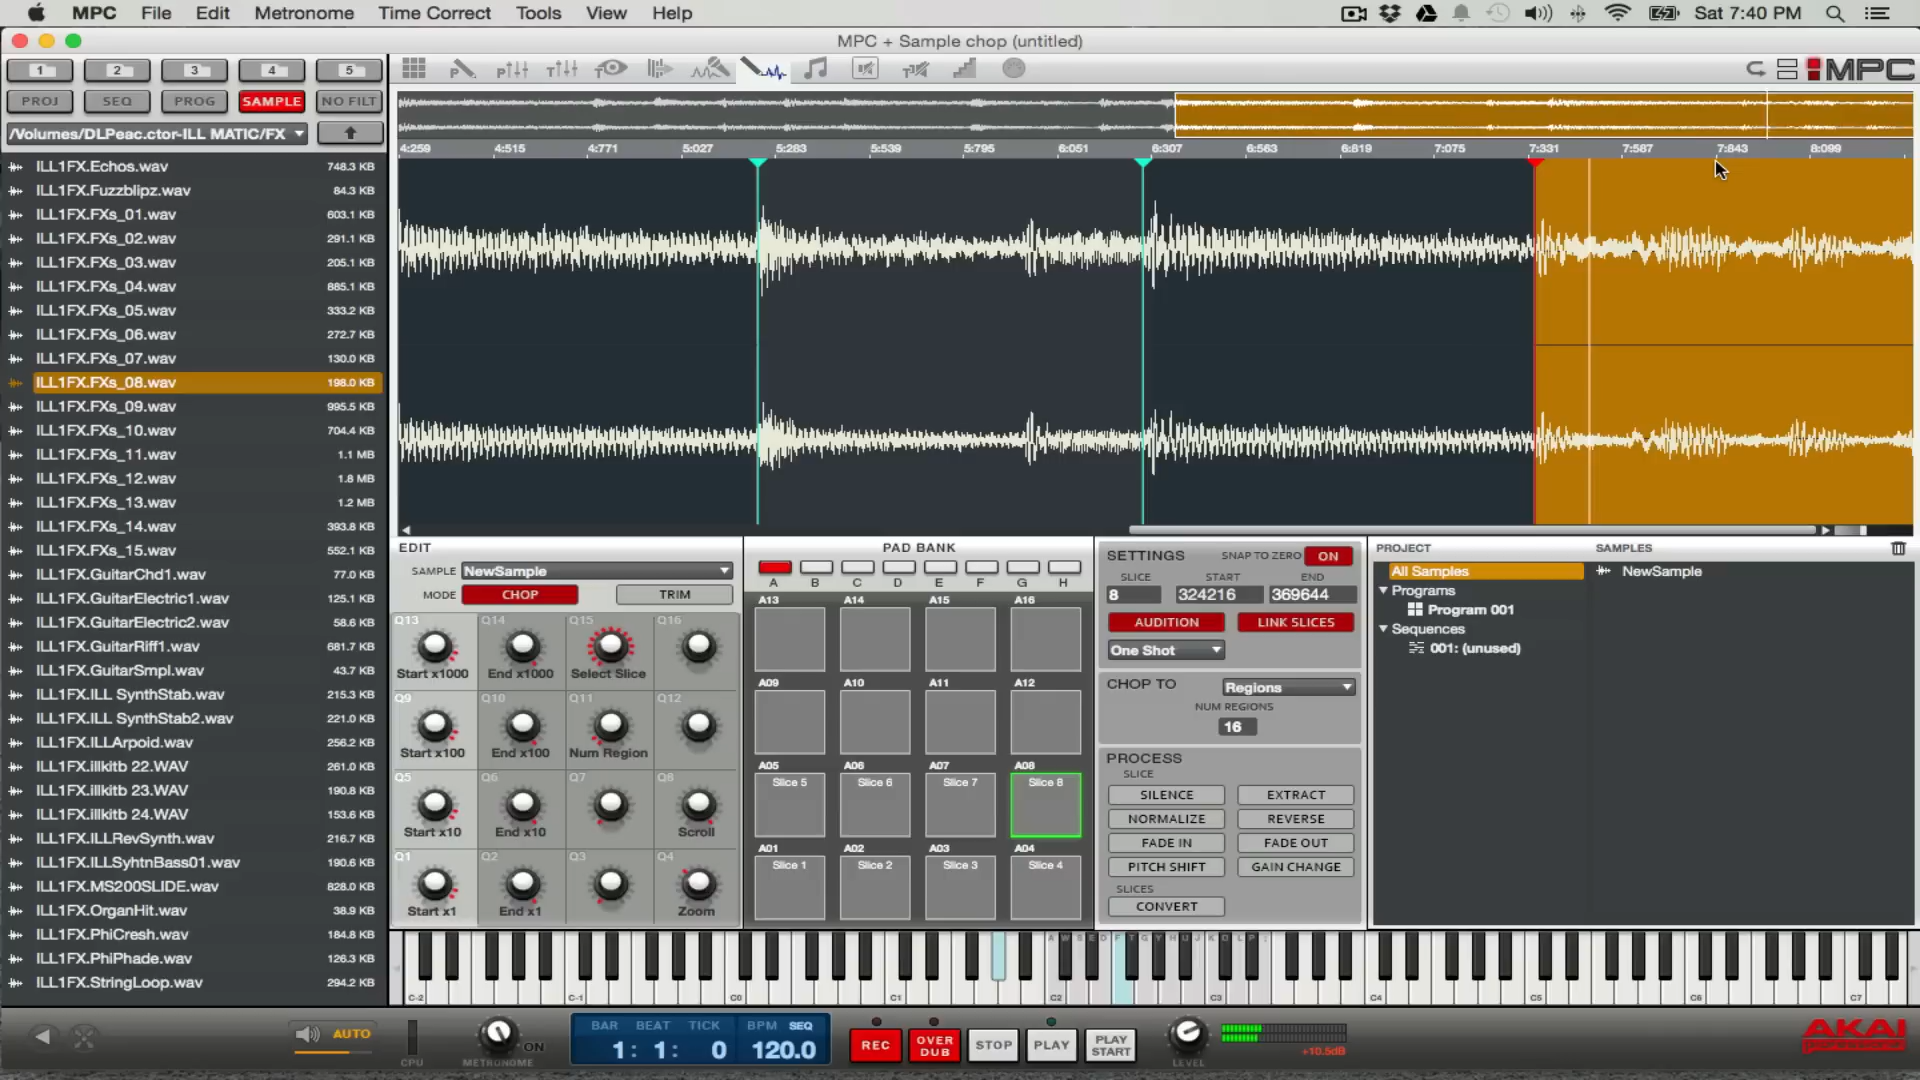 MPC File Edit Metronome Time Correct Tools View Help Sat 7:40 PM
MPC + Sample chop (untitled)
1 2 3 4 5
MPC
PROJ SEQ PROG SAMPLE NO FILT
/Volumes/DLPeac.ctor-ILL MATIC/FX
4:259 4:515 4:771 5:027 5:283 5:539 5:795 6:051 6:307 6:563 6:819 7:075 7:331 7:587 7:843 8:099
ILL1FX.Echos.wav 748.3 KB
ILL1FX.Fuzzblipz.wav 84.3 KB
ILL1FX.FXs_01.wav 603.1 KB
ILL1FX.FXs_02.wav 291.1 KB
ILL1FX.FXs_03.wav 205.1 KB
ILL1FX.FXs_04.wav 885.1 KB
ILL1FX.FXs_05.wav 333.2 KB
ILL1FX.FXs_06.wav 272.7 KB
ILL1FX.FXs_07.wav 130.0 KB
ILL1FX.FXs_08.wav 198.0 KB
ILL1FX.FXs_09.wav 995.5 KB
ILL1FX.FXs_10.wav 704.4 KB
ILL1FX.FXs_11.wav 1.1 MB
ILL1FX.FXs_12.wav 1.8 MB
ILL1FX.FXs_13.wav 1.2 MB
ILL1FX.FXs_14.wav 393.8 KB
ILL1FX.FXs_15.wav 552.1 KB
ILL1FX.GuitarChd1.wav 77.0 KB
ILL1FX.GuitarElectric1.wav 125.1 KB
ILL1FX.GuitarElectric2.wav 58.6 KB
ILL1FX.GuitarRiff1.wav 681.7 KB
ILL1FX.GuitarSmpl.wav 43.7 KB
ILL1FX.ILL SynthStab.wav 215.3 KB
ILL1FX.ILL SynthStab2.wav 221.0 KB
ILL1FX.ILLArpoid.wav 256.2 KB
ILL1FX.illkitb 22.WAV 261.0 KB
ILL1FX.illkitb 23.WAV 190.8 KB
ILL1FX.illkitb 24.WAV 153.6 KB
ILL1FX.ILLRevSynth.wav 216.7 KB
ILL1FX.ILLSyhtnBass01.wav 190.6 KB
ILL1FX.MS200SLIDE.wav 828.0 KB
ILL1FX.OrganHit.wav 38.9 KB
ILL1FX.PhiCresh.wav 184.8 KB
ILL1FX.PhiPhade.wav 126.3 KB
ILL1FX.StringLoop.wav 294.2 KB
EDIT
SAMPLE NewSample
MODE CHOP TRIM
Q13 Q14 Q15 Q16
Start x1000 End x1000 Select Slice
Q9 Q10 Q11 Q12
Start x100 End x100 Num Region
Q5 Q6 Q7 Q8
Start x10 End x10 Scroll
Q1 Q2 Q3 Q4
Start x1 End x1 Zoom
PAD BANK
A B C D E F G H
A13 A14 A15 A16
A09 A10 A11 A12
A05 A06 A07 A08
Slice 5 Slice 6 Slice 7 Slice 8
A01 A02 A03 A04
Slice 1 Slice 2 Slice 3 Slice 4
SETTINGS SNAP TO ZERO ON
SLICE START END
8 324216 369644
AUDITION LINK SLICES
One Shot
CHOP TO Regions
NUM REGIONS
16
PROCESS
SLICE
SILENCE EXTRACT
NORMALIZE REVERSE
FADE IN FADE OUT
PITCH SHIFT GAIN CHANGE
SLICES
CONVERT
PROJECT SAMPLES
All Samples NewSample
Programs
Program 001
Sequences
001: (unused)
A W S E D F T G Y H U J K O L P ;
C-2 C-1 C0 C1 C2 C3 C4 C5 C6 C7
AUTO
CPU
METRONOME ON
BAR BEAT TICK BPM SEQ
1: 1: 0 120.0
REC OVER DUB STOP PLAY PLAY START
LEVEL
+10.5dB
AKAI
professional